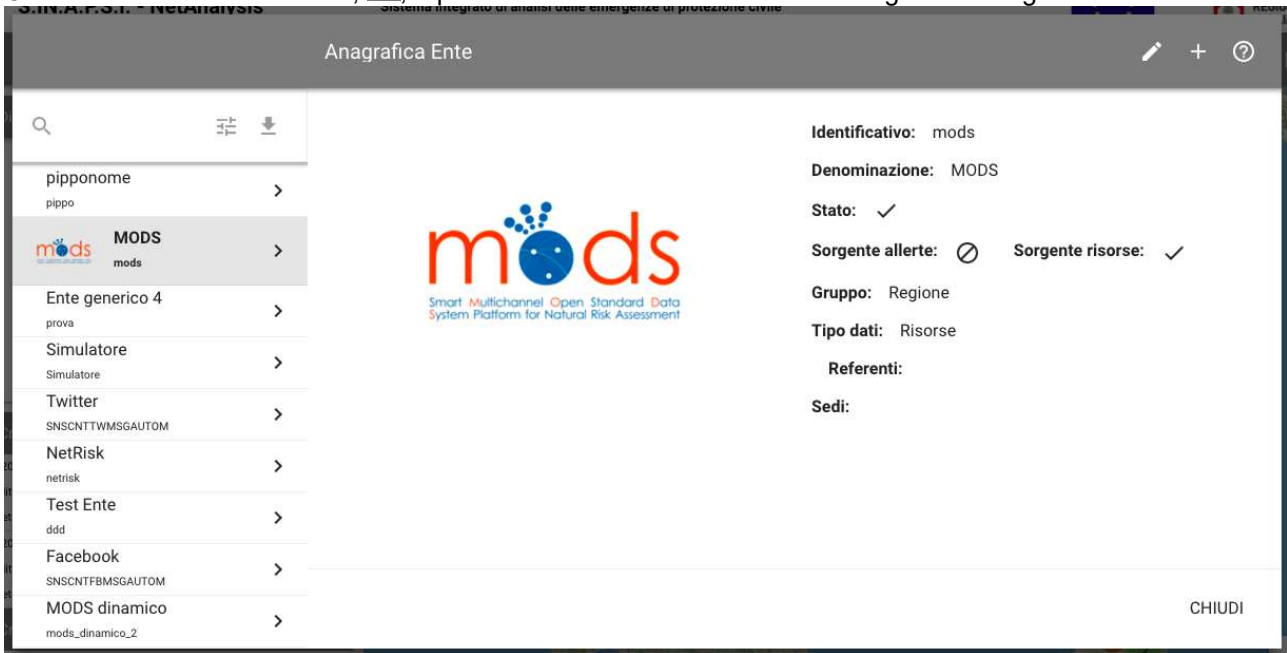 S.IN.A.P.S.I. - NetAnalysis
Sistema integrato di analisi delle emergenze di protezione civile
Anagrafica Ente
pipponome
pippo
mods
MODS
mods
Ente generico 4
prova
Simulatore
Simulatore
Twitter
SNSCNTTWMSGAUTOM
NetRisk
netrisk
Test Ente
ddd
Facebook
SNSCNTFBMSGAUTOM
MODS dinamico
mods_dinamico_2
mods
Smart Multichannel Open Standard Data
System Platform for Natural Risk Assessment
Identificativo: mods
Denominazione: MODS
Stato:
Sorgente allerte: Sorgente risorse:
Gruppo: Regione
Tipo dati: Risorse
Referenti:
Sedi:
CHIUDI